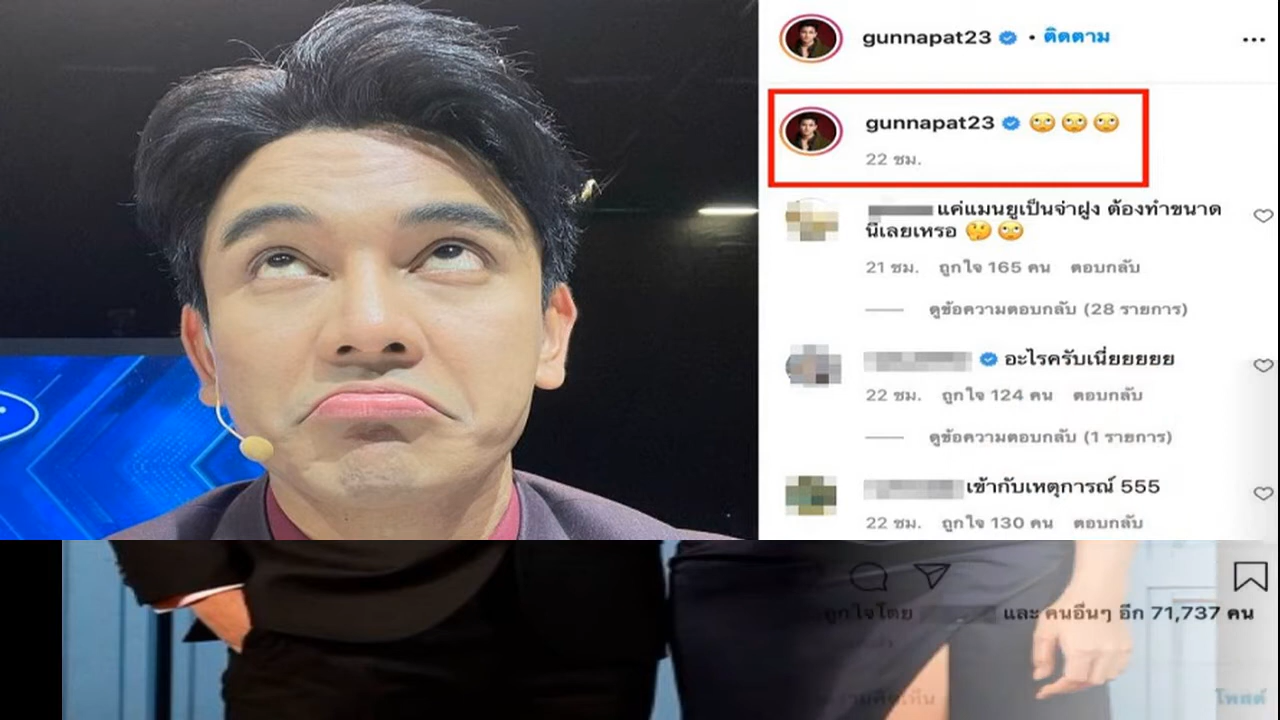 gunnapat23 • ติดตาม
gunnapat23 🙄🙄🙄
22 ชม.
แค่แมนยูเป็นจ่าฝูง ต้องทำขนาด
นี้เลยเหรอ 🤔🙄
21 ชม. ถูกใจ 165 คน ตอบกลับ
ดูข้อความตอบกลับ (28 รายการ)
อะไรครับเนี่ยยยยย
22 ชม. ถูกใจ 124 คน ตอบกลับ
ดูข้อความตอบกลับ (1 รายการ)
เข้ากับเหตุการณ์ 555
22 ชม. ถูกใจ 130 คน ตอบกลับ
ถูกใจโดย และ คนอื่นๆ อีก 71,737 คน
โพสต์